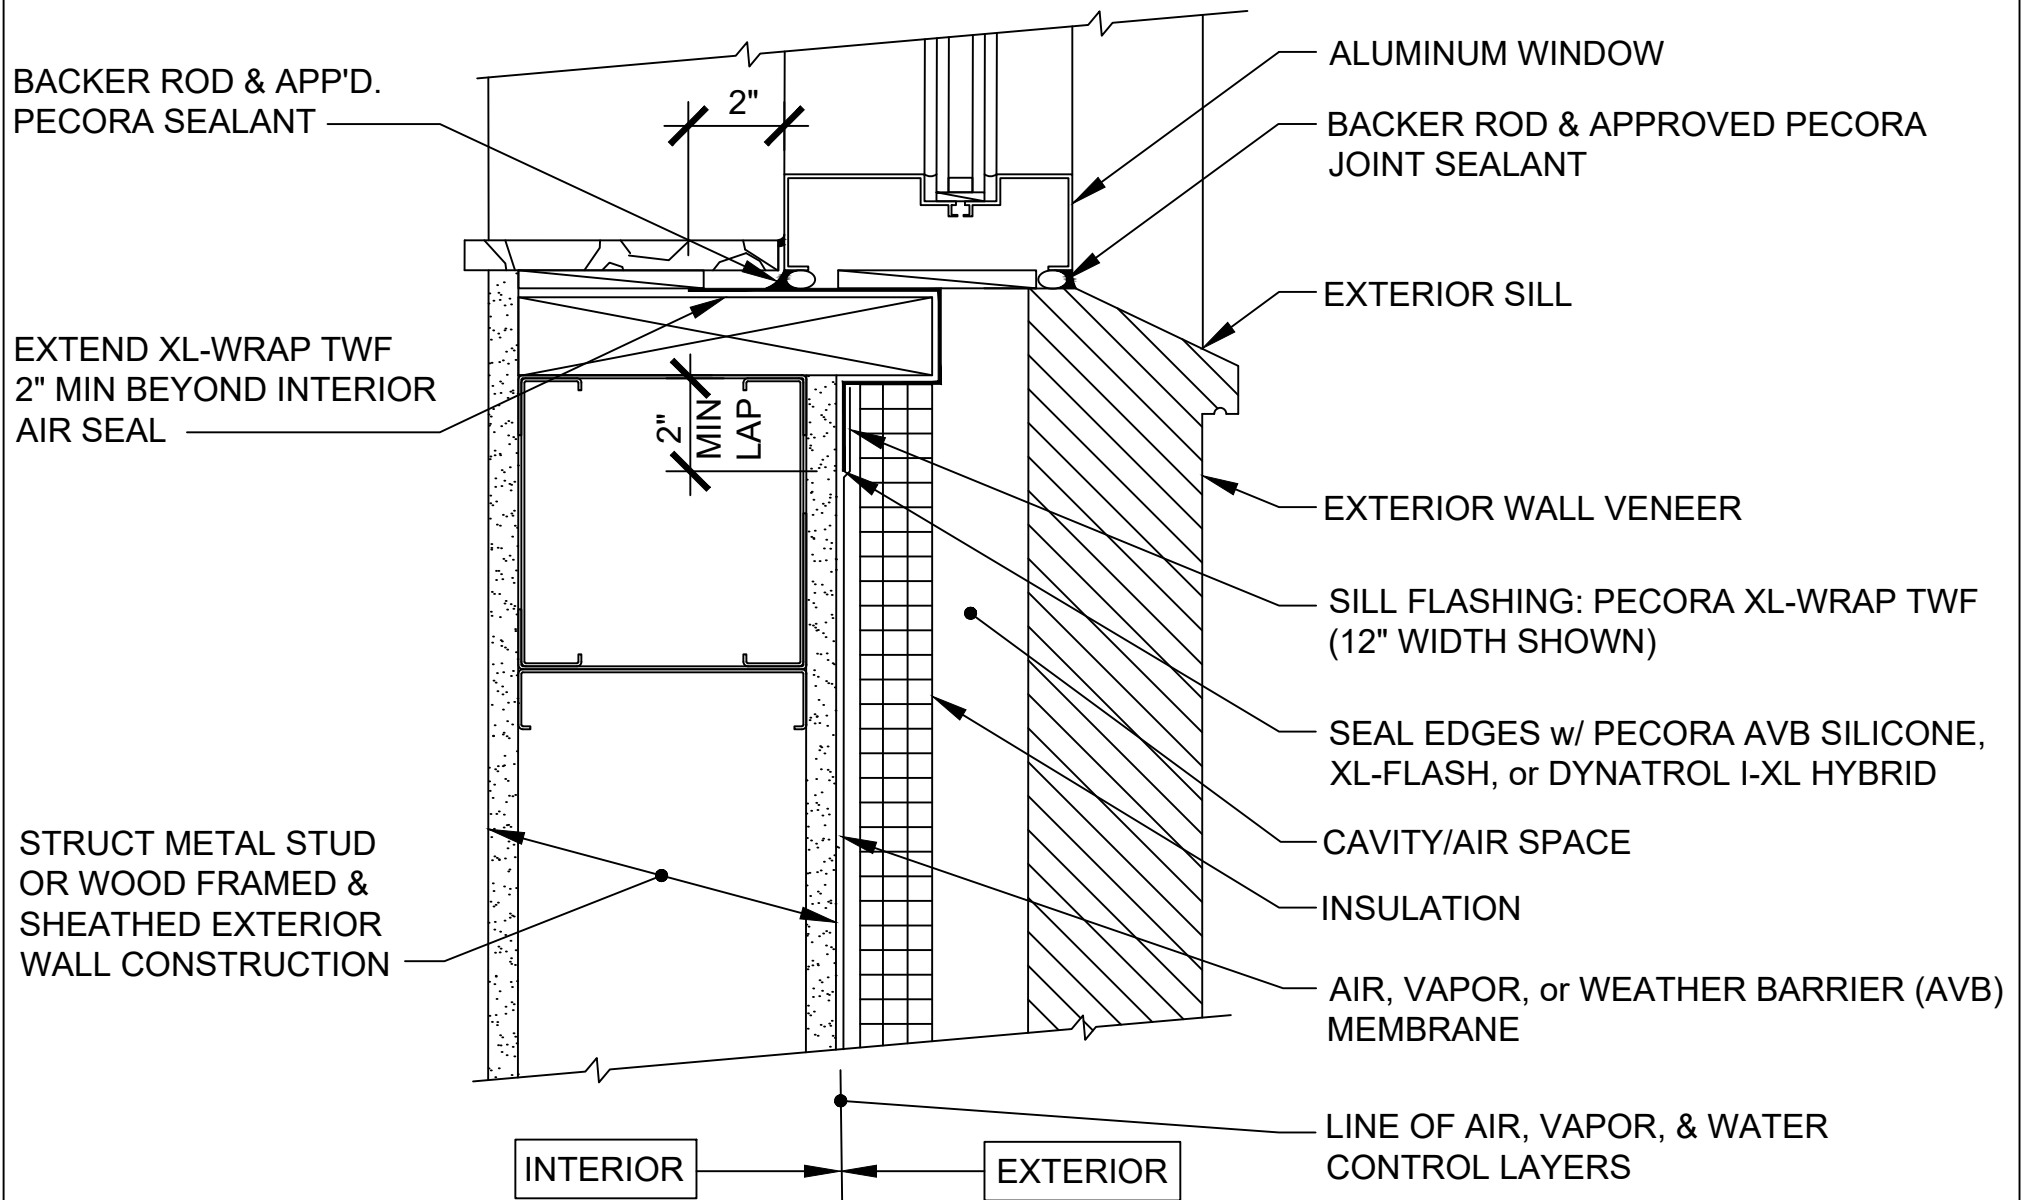 BACKER ROD & APP'D.
PECORA SEALANT
2"
ALUMINUM WINDOW
BACKER ROD & APPROVED PECORA
JOINT SEALANT
EXTERIOR SILL
EXTEND XL-WRAP TWF
2" MIN BEYOND INTERIOR
AIR SEAL
2"
MIN
LAP
EXTERIOR WALL VENEER
SILL FLASHING: PECORA XL-WRAP TWF
(12" WIDTH SHOWN)
SEAL EDGES w/ PECORA AVB SILICONE,
XL-FLASH, or DYNATROL I-XL HYBRID
CAVITY/AIR SPACE
STRUCT METAL STUD
OR WOOD FRAMED &
SHEATHED EXTERIOR
WALL CONSTRUCTION
INSULATION
AIR, VAPOR, or WEATHER BARRIER (AVB)
MEMBRANE
LINE OF AIR, VAPOR, & WATER
CONTROL LAYERS
INTERIOR
EXTERIOR